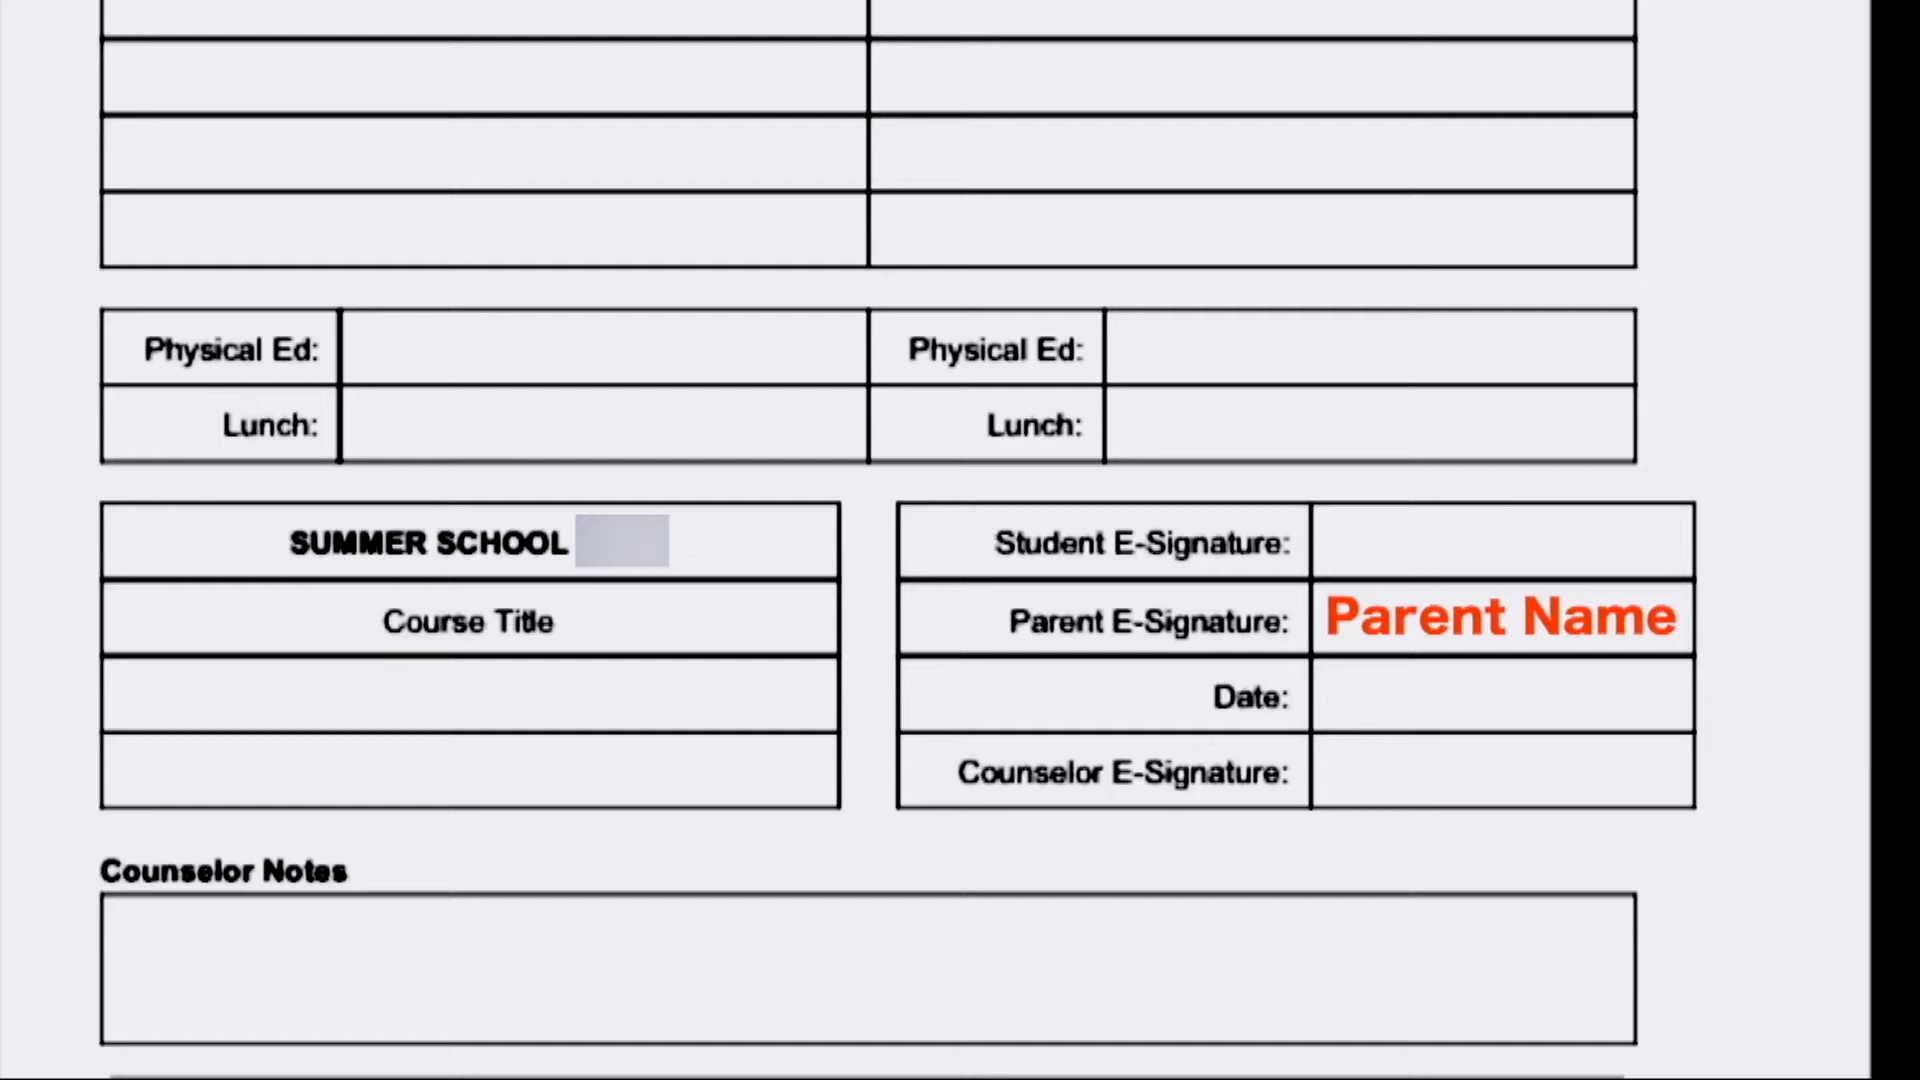 Physical Ed: Physical Ed:
Lunch: Lunch:
SUMMER SCHOOL
Course Title
Student E-Signature:
Parent E-Signature: Parent Name
Date:
Counselor E-Signature:
Counselor Notes